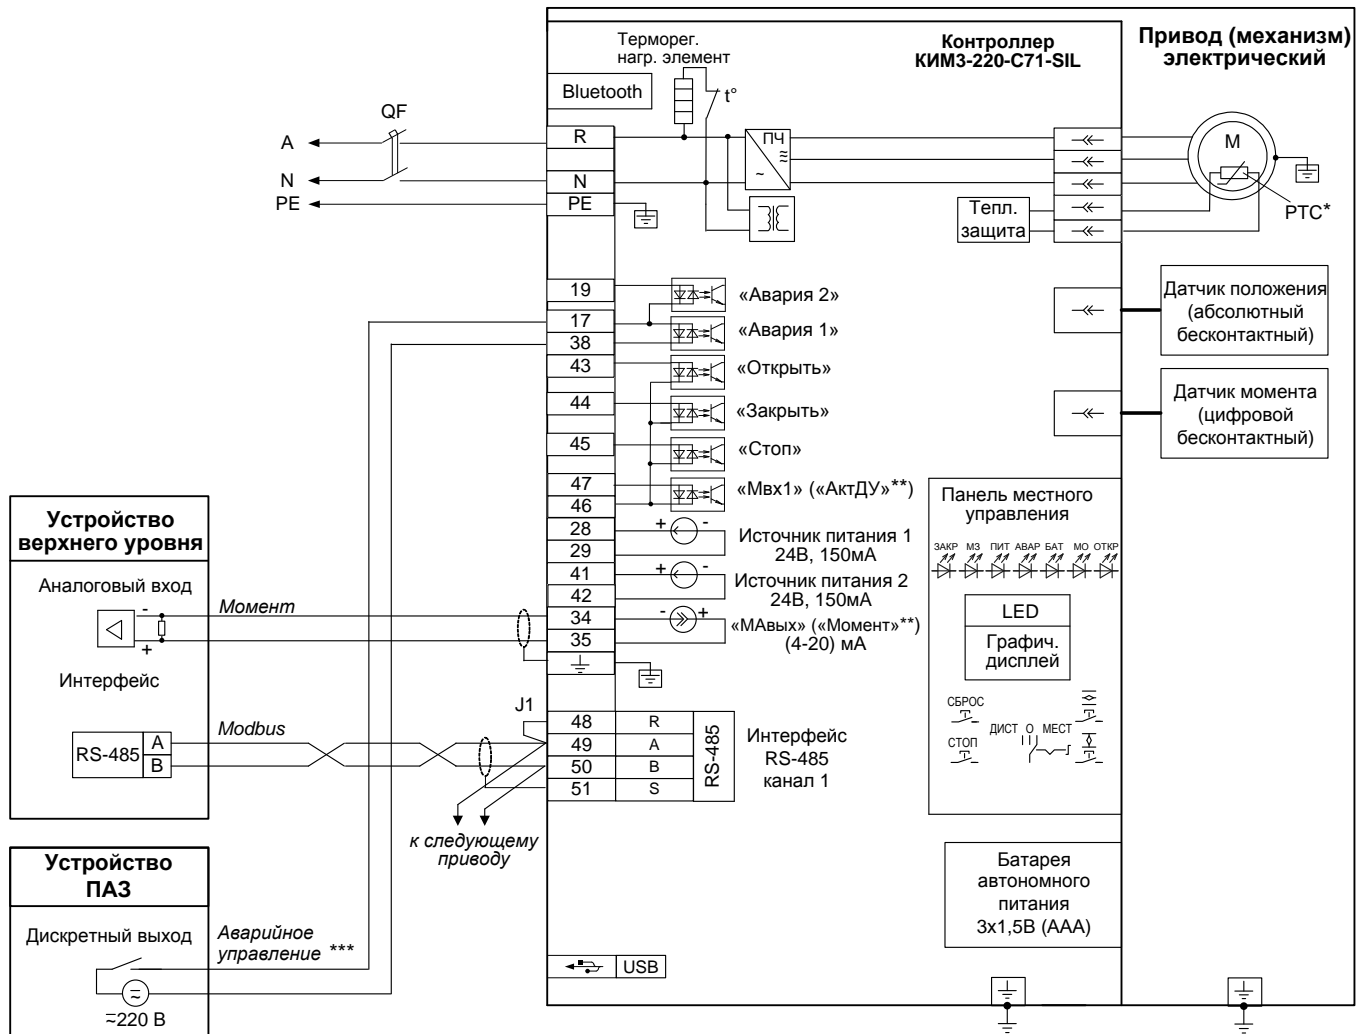 Терморег.
нагр. элемент
t°
Контроллер
КИМ3-220-С71-SIL
Привод (механизм)
электрический
Bluetooth
QF
A
R
ПЧ
≂
~
M
N
N
PE
PE
Тепл.
защита
PTC*
19
«Авария 2»
17
«Авария 1»
38
43
«Открыть»
44
«Закрыть»
45
«Стоп»
47
«Мвх1» («АктДУ»**)
46
28
+ -
Источник питания 1
24В, 150мА
29
41
+ -
Источник питания 2
24В, 150мА
42
34
- +
«МАвых» («Момент»**)
(4-20) мА
35
Датчик положения
(абсолютный
бесконтактный)
Датчик момента
(цифровой
бесконтактный)
Панель местного
управления
ЗАКР МЗ ПИТ АВАР БАТ МО ОТКР
LED
Графич.
дисплей
СБРОС
СТОП
ДИСТ О МЕСТ
Устройство
верхнего уровня
Аналоговый вход
-
+
Момент
Интерфейс
RS-485
A
B
Modbus
J1
48 R
49 A
50 B
51 S
RS-485
Интерфейс
RS-485
канал 1
к следующему
приводу
Устройство
ПАЗ
Дискретный выход
Аварийное
управление ***
≂220 В
USB
Батарея
автономного
питания
3х1,5В (ААА)